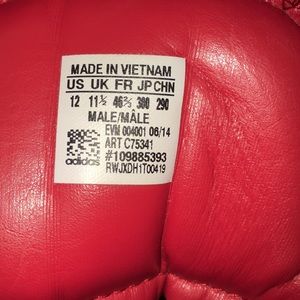 MADE IN VIETNAM
US UK FR JP CHN
12 11½ 46⅔ 300 290
MALE/MÂLE
EVN 004001 06/14
ART C75341
#109885393
RWJXDH1T00419
adidas